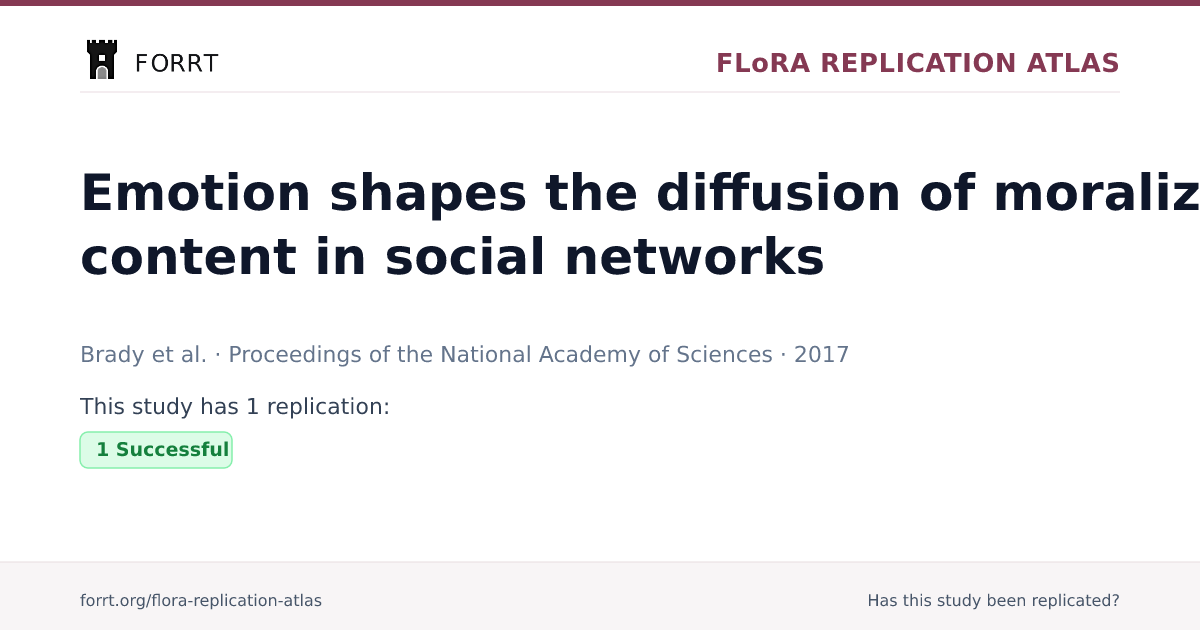 FORRT
FLoRA REPLICATION ATLAS
Emotion shapes the diffusion of moraliz
content in social networks
Brady et al. · Proceedings of the National Academy of Sciences · 2017
This study has 1 replication:
1 Successful
forrt.org/flora-replication-atlas
Has this study been replicated?